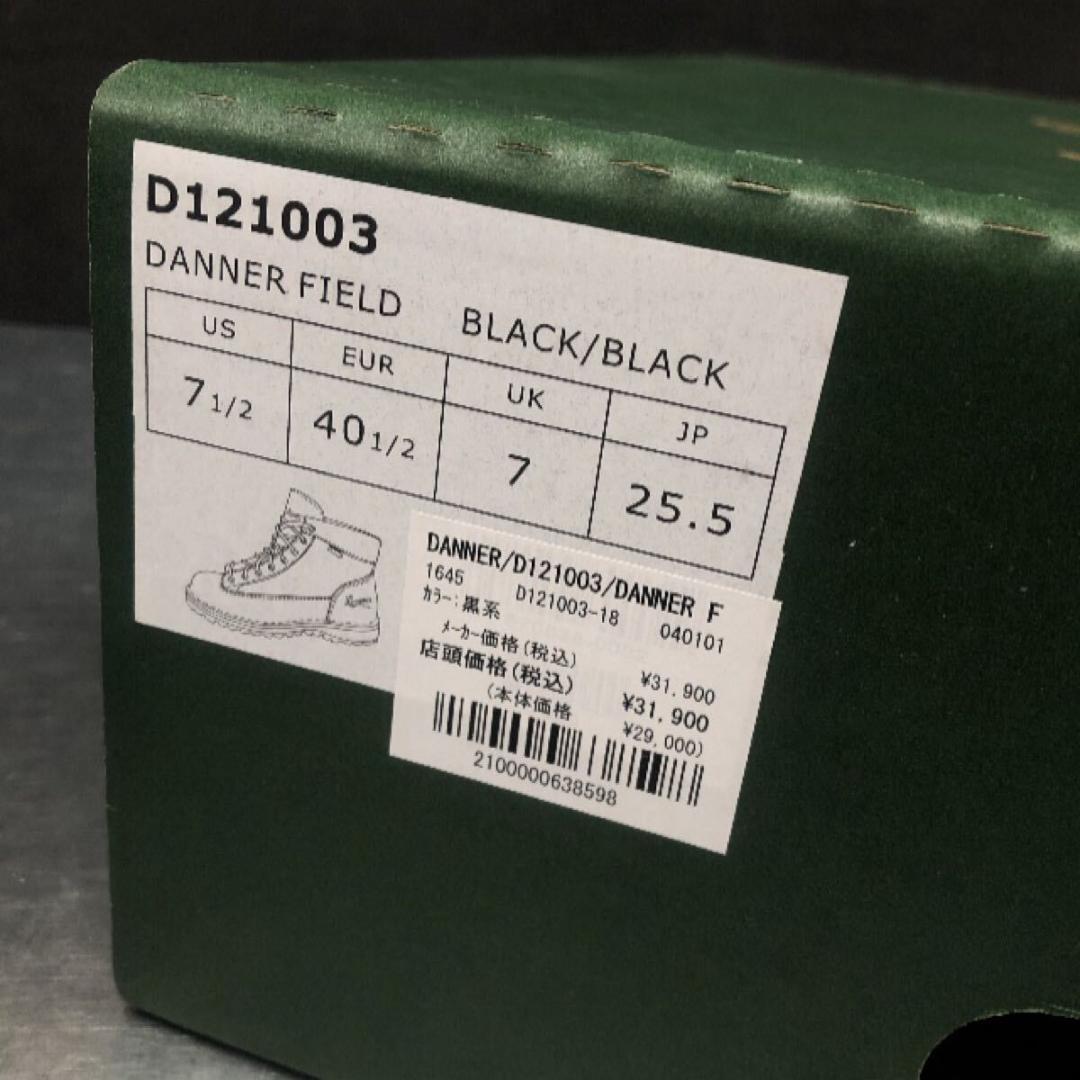 D121003
DANNER FIELD BLACK/BLACK
US EUR UK JP
7 1/2 40 1/2 7 25.5
DANNER/D121003/DANNER F
1645 D121003-18 040101
ｶﾗｰ:黒系
ﾒｰｶｰ価格(税込) ¥31,900
店頭価格(税込) ¥31,900
(本体価格 ¥29,000)
2100000638598